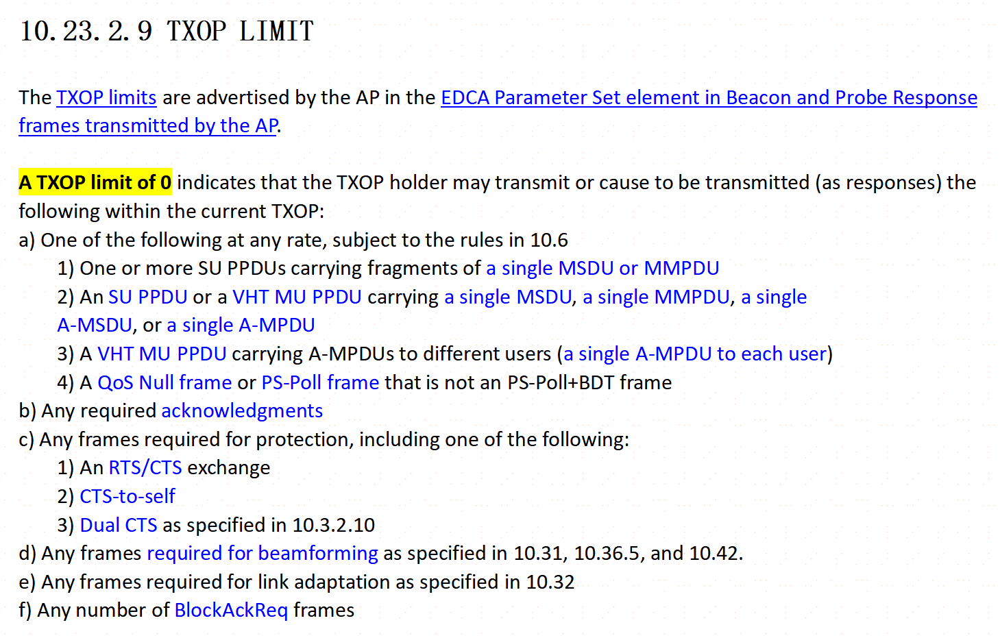 10.23.2.9 TXOP LIMIT
The TXOP limits are advertised by the AP in the EDCA Parameter Set element in Beacon and Probe Response
frames transmitted by the AP.
A TXOP limit of 0 indicates that the TXOP holder may transmit or cause to be transmitted (as responses) the
following within the current TXOP:
a) One of the following at any rate, subject to the rules in 10.6
1) One or more SU PPDUs carrying fragments of a single MSDU or MMPDU
2) An SU PPDU or a VHT MU PPDU carrying a single MSDU, a single MMPDU, a single
A-MSDU, or a single A-MPDU
3) A VHT MU PPDU carrying A-MPDUs to different users (a single A-MPDU to each user)
4) A QoS Null frame or PS-Poll frame that is not an PS-Poll+BDT frame
b) Any required acknowledgments
c) Any frames required for protection, including one of the following:
1) An RTS/CTS exchange
2) CTS-to-self
3) Dual CTS as specified in 10.3.2.10
d) Any frames required for beamforming as specified in 10.31, 10.36.5, and 10.42.
e) Any frames required for link adaptation as specified in 10.32
f) Any number of BlockAckReq frames